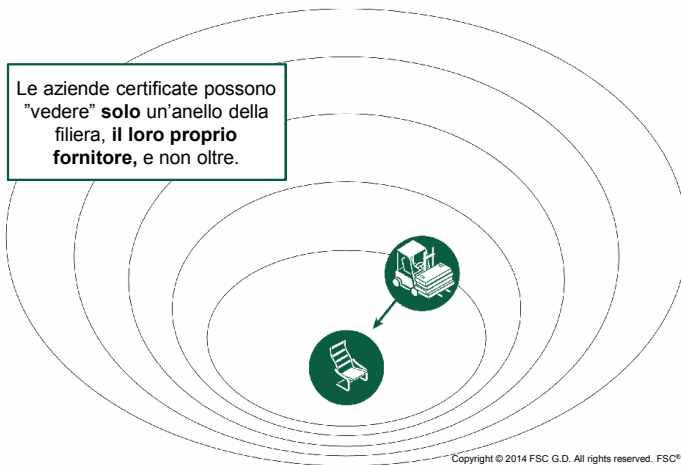 Le aziende certificate possono
”vedere” solo un’anello della
filiera, il loro proprio
fornitore, e non oltre.
Copyright © 2014 FSC G.D. All rights reserved. FSC®